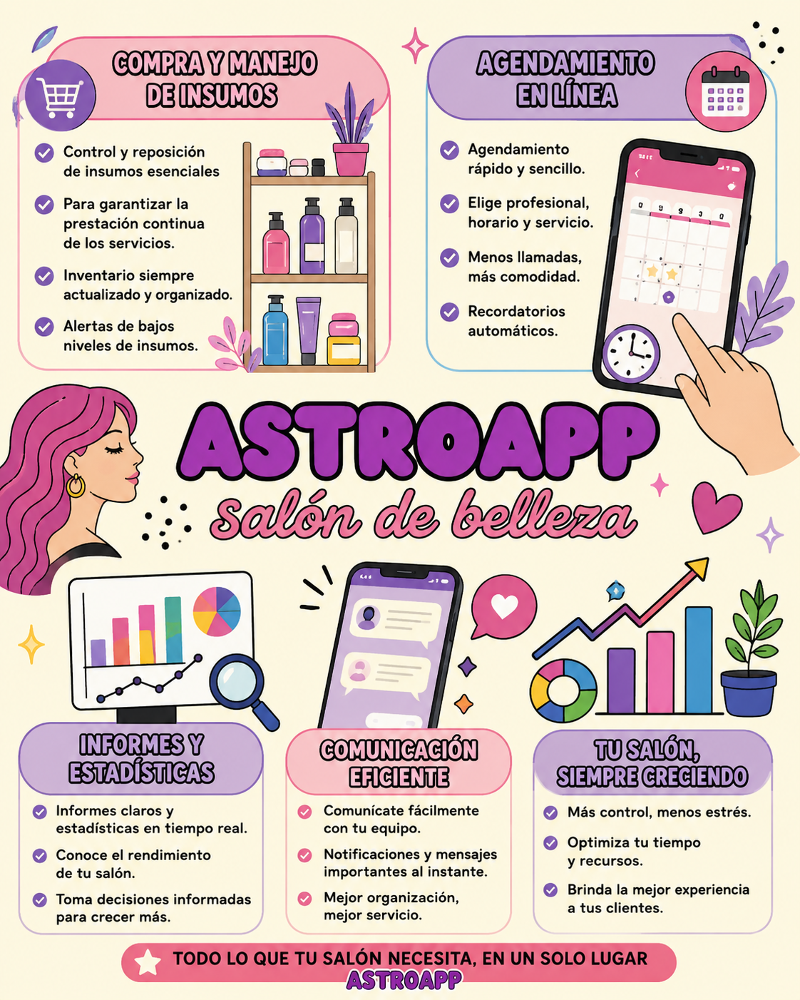 COMPRA Y MANEJO
DE INSUMOS
Control y reposición
de insumos esenciales
Para garantizar la
prestación continua
de los servicios.
Inventario siempre
actualizado y organizado.
Alertas de bajos
niveles de insumos.
AGENDAMIENTO
EN LÍNEA
Agendamiento
rápido y sencillo.
Elige profesional,
horario y servicio.
Menos llamadas,
más comodidad.
Recordatorios
automáticos.
ASTROAPP
salón de belleza
INFORMES Y
ESTADÍSTICAS
Informes claros y
estadísticas en tiempo real.
Conoce el rendimiento
de tu salón.
Toma decisiones informadas
para crecer más.
COMUNICACIÓN
EFICIENTE
Comunícate fácilmente
con tu equipo.
Notificaciones y mensajes
importantes al instante.
Mejor organización,
mejor servicio.
TU SALÓN,
SIEMPRE CRECIENDO
Más control, menos estrés.
Optimiza tu tiempo
y recursos.
Brinda la mejor experiencia
a tus clientes.
TODO LO QUE TU SALÓN NECESITA, EN UN SOLO LUGAR
ASTROAPP